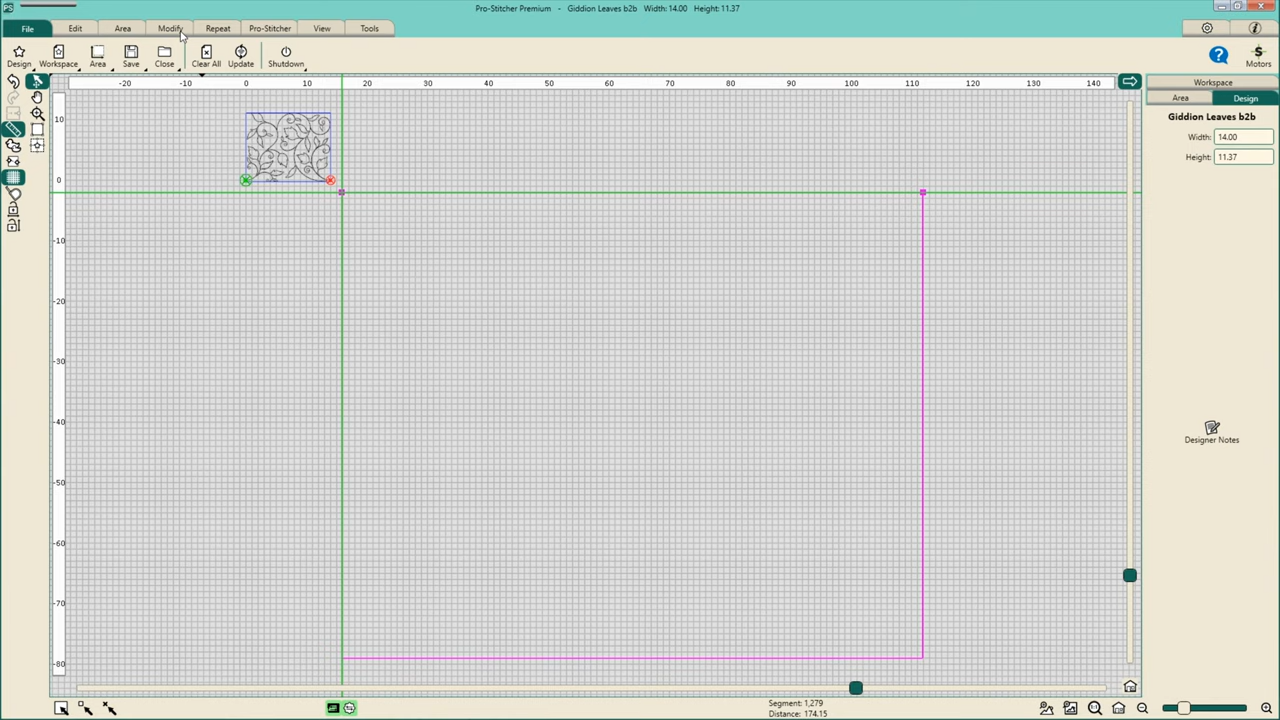 PS Pro-Stitcher Premium - Giddion Leaves b2b Width: 14.00 Height: 11.37
File Edit Area Modify Repeat Pro-Stitcher View Tools
Design Workspace Area Save Close Clear All Update Shutdown ? Motors
-20 -10 0 10 20 30 40 50 60 70 80 90 100 110 120 130 140
Workspace
Area Design
Giddion Leaves b2b
Width: 14.00
Height: 11.37
10
0
-10
-20
-30
-40
-50
-60
-70
-80
Designer Notes
Segment: 1,279
Distance: 174.15